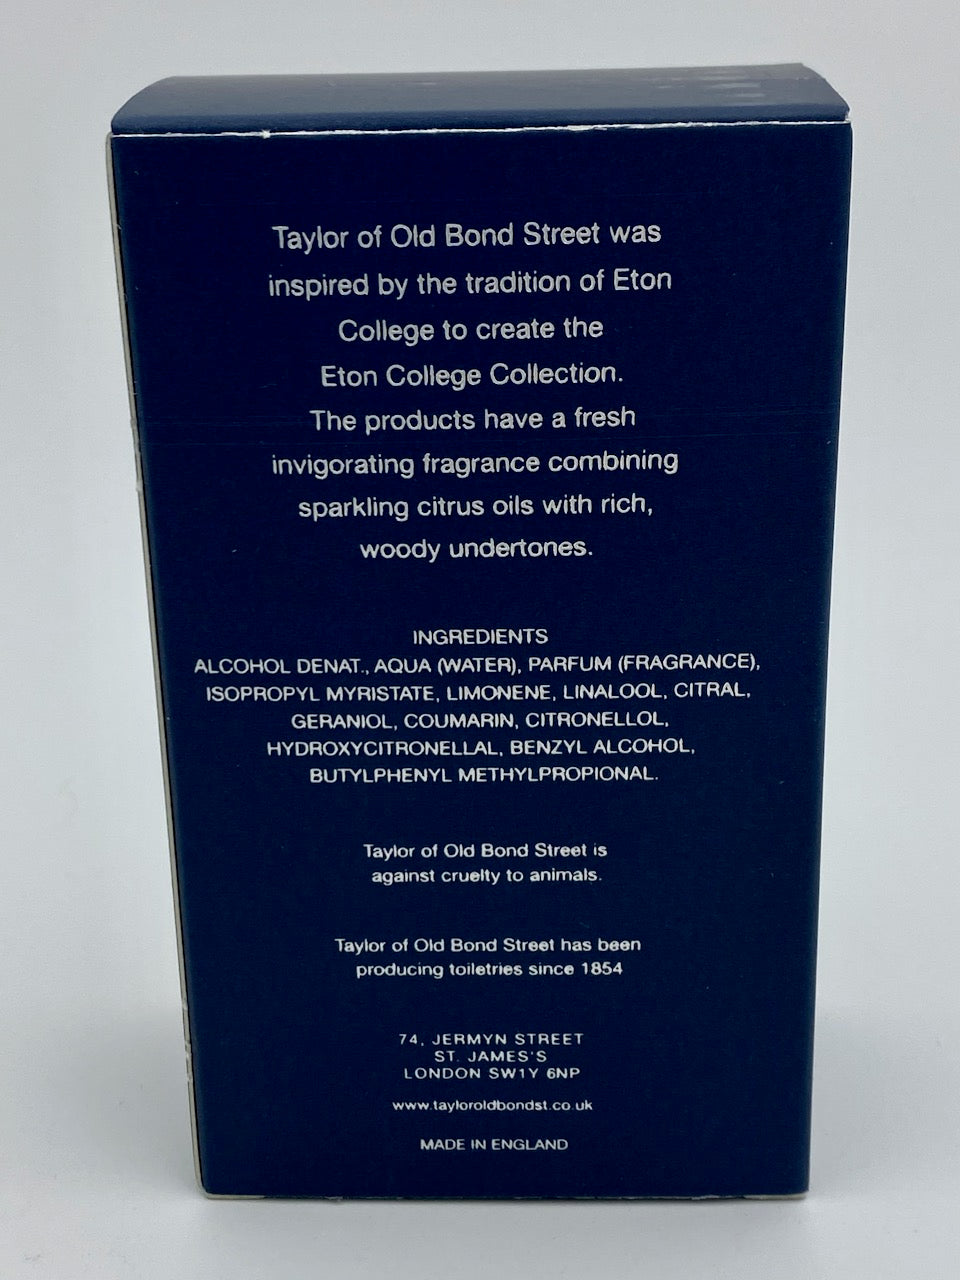 Taylor of Old Bond Street was
inspired by the tradition of Eton
College to create the
Eton College Collection.
The products have a fresh
invigorating fragrance combining
sparkling citrus oils with rich,
woody undertones.
INGREDIENTS
ALCOHOL DENAT., AQUA (WATER), PARFUM (FRAGRANCE),
ISOPROPYL MYRISTATE, LIMONENE, LINALOOL, CITRAL,
GERANIOL, COUMARIN, CITRONELLOL,
HYDROXYCITRONELLAL, BENZYL ALCOHOL,
BUTYLPHENYL METHYLPROPIONAL.
Taylor of Old Bond Street is
against cruelty to animals.
Taylor of Old Bond Street has been
producing toiletries since 1854
74, JERMYN STREET
ST. JAMES'S
LONDON SW1Y 6NP
www.tayloroldbondst.co.uk
MADE IN ENGLAND